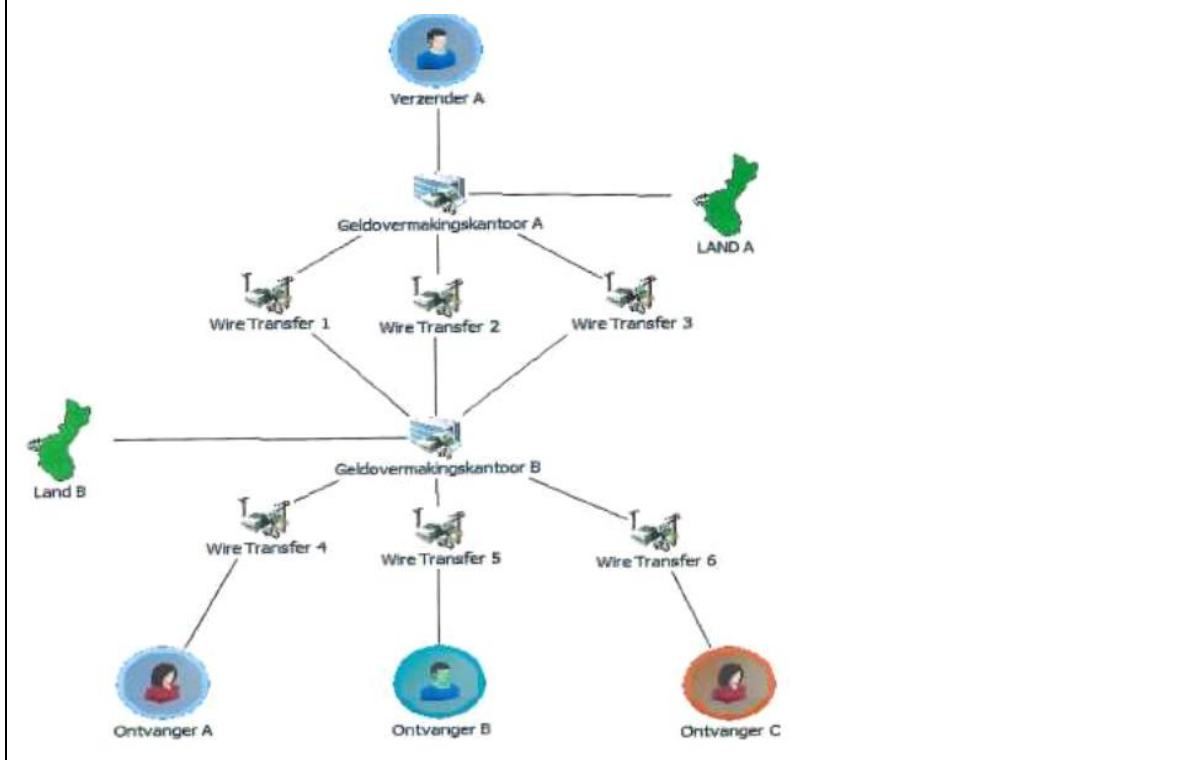 Verzender A
Geldovermakingskantoor A
LAND A
Wire Transfer 1
Wire Transfer 2
Wire Transfer 3
Geldovermakingskantoor B
Land B
Wire Transfer 4
Wire Transfer 5
Wire Transfer 6
Ontvanger A
Ontvanger B
Ontvanger C